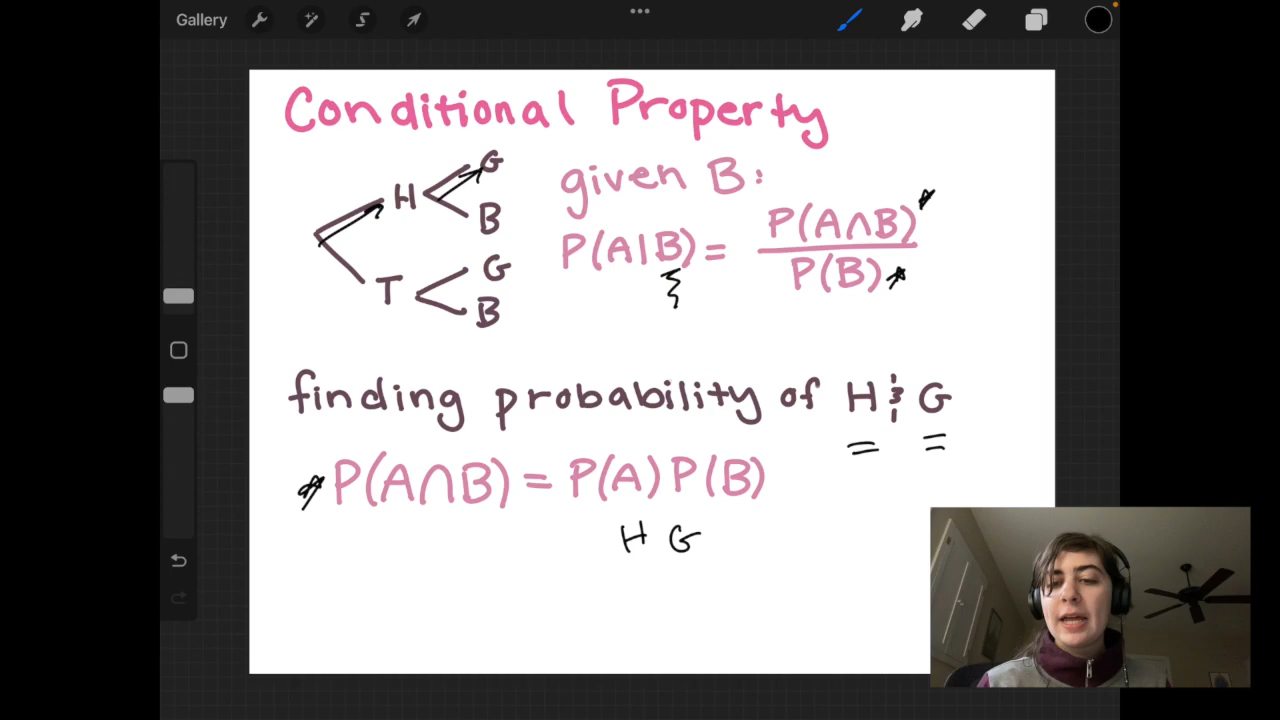 Gallery
Conditional Property
H
G
B
T
G
B
given B:
P(A|B) = P(A∩B)
P(B)
finding probability of H & G
P(A∩B) = P(A) P(B)
H G